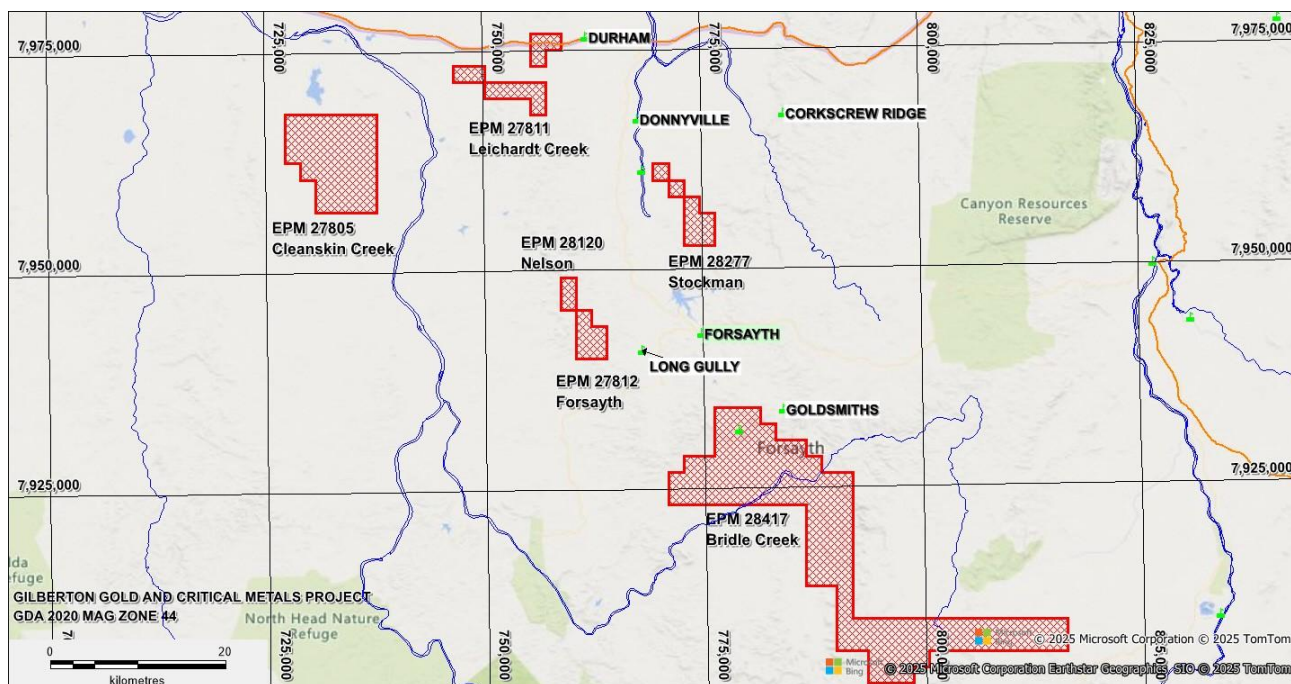 725,000
750,000
775,000
800,000
825,000
7,975,000
7,975,000
DURHAM
DONNYVILLE
CORKSCREW RIDGE
EPM 27811
Leichardt Creek
Canyon Resources
Reserve
EPM 27805
Cleanskin Creek
EPM 28120
Nelson
EPM 28277
Stockman
7,950,000
7,950,000
FORSAYTH
LONG GULLY
EPM 27812
Forsayth
GOLDSMITHS
Forsayth
7,925,000
7,925,000
EPM 28417
Bridle Creek
GILBERTON GOLD AND CRITICAL METALS PROJECT
GDA 2020 MAG ZONE 44
North Head Nature
Refuge
725,000
750,000
775,000
800,000
825,000
0
20
kilometres
© 2025 Microsoft Corporation © 2025 TomTom
Microsoft
Bing
© 2025 Microsoft Corporation Earthstar Geographics SIO © 2025 TomTom